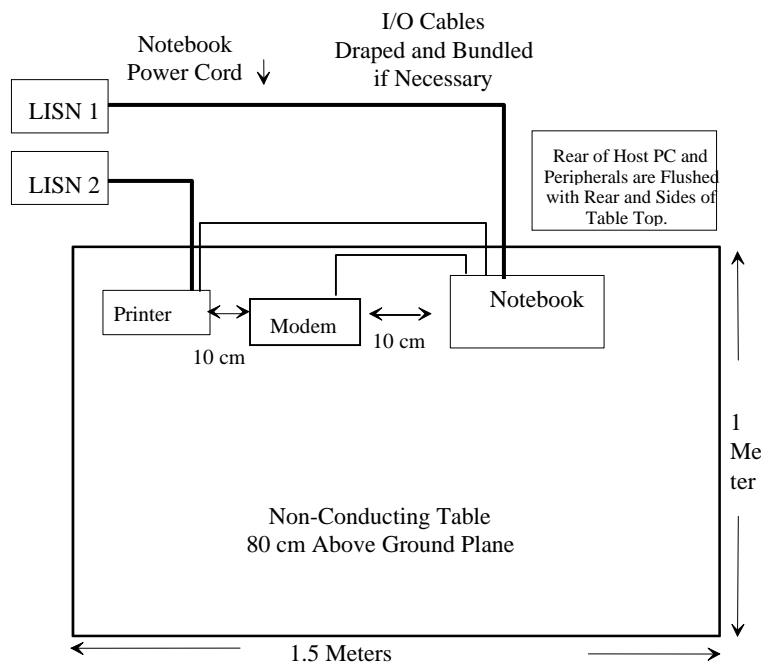 I/O Cables
Draped and Bundled
if Necessary
Notebook
Power Cord
LISN 1
LISN 2
Rear of Host PC and
Peripherals are Flushed
with Rear and Sides of
Table Top.
Printer
Modem
Notebook
10 cm
10 cm
1
Me
ter
Non-Conducting Table
80 cm Above Ground Plane
1.5 Meters